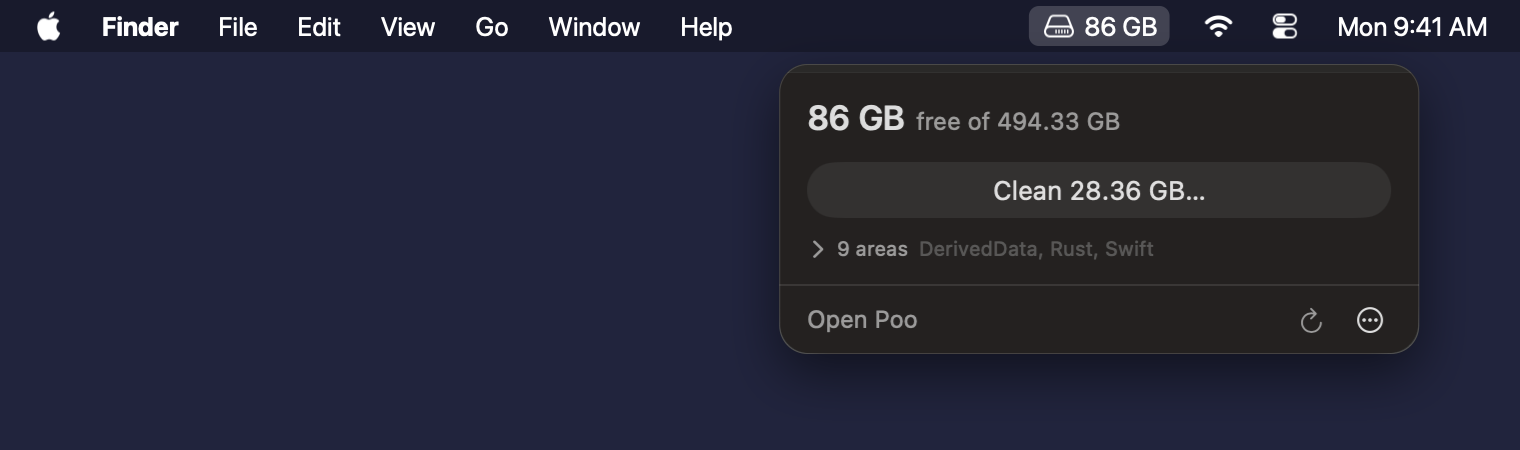 Finder File Edit View Go Window Help 86 GB Mon 9:41 AM
86 GB free of 494.33 GB
Clean 28.36 GB...
9 areas DerivedData, Rust, Swift
Open Poo